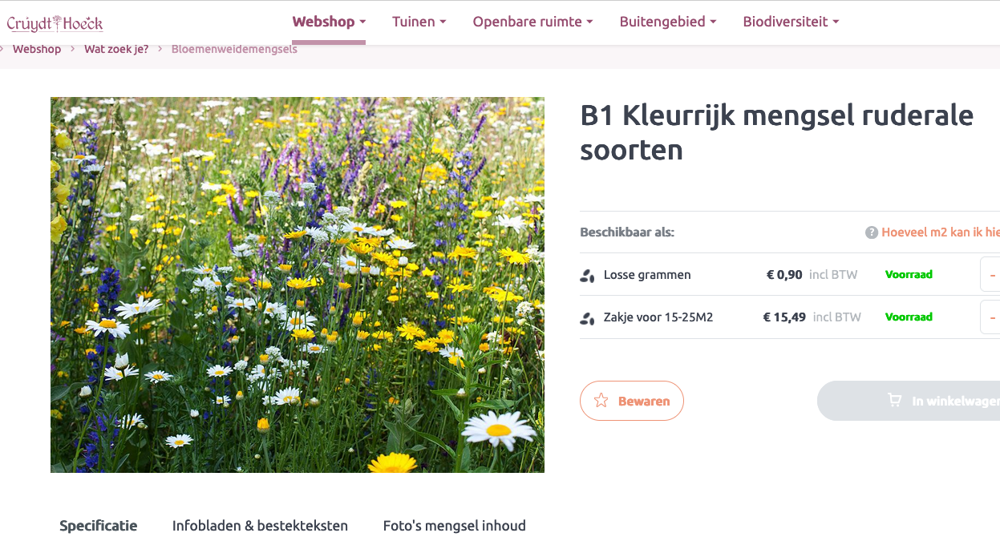 Cruydt Hoeck
Webshop Tuinen Openbare ruimte Buitengebied Biodiversiteit
Webshop > Wat zoek je? > Bloemenweidemengsels
B1 Kleurrijk mengsel ruderale
soorten
Beschikbaar als: ? Hoeveel m2 kan ik hie
Losse grammen € 0,90 incl BTW Voorraad -
Zakje voor 15-25M2 € 15,49 incl BTW Voorraad -
Bewaren In winkelwagen
Specificatie Infobladen & bestekteksten Foto's mengsel inhoud